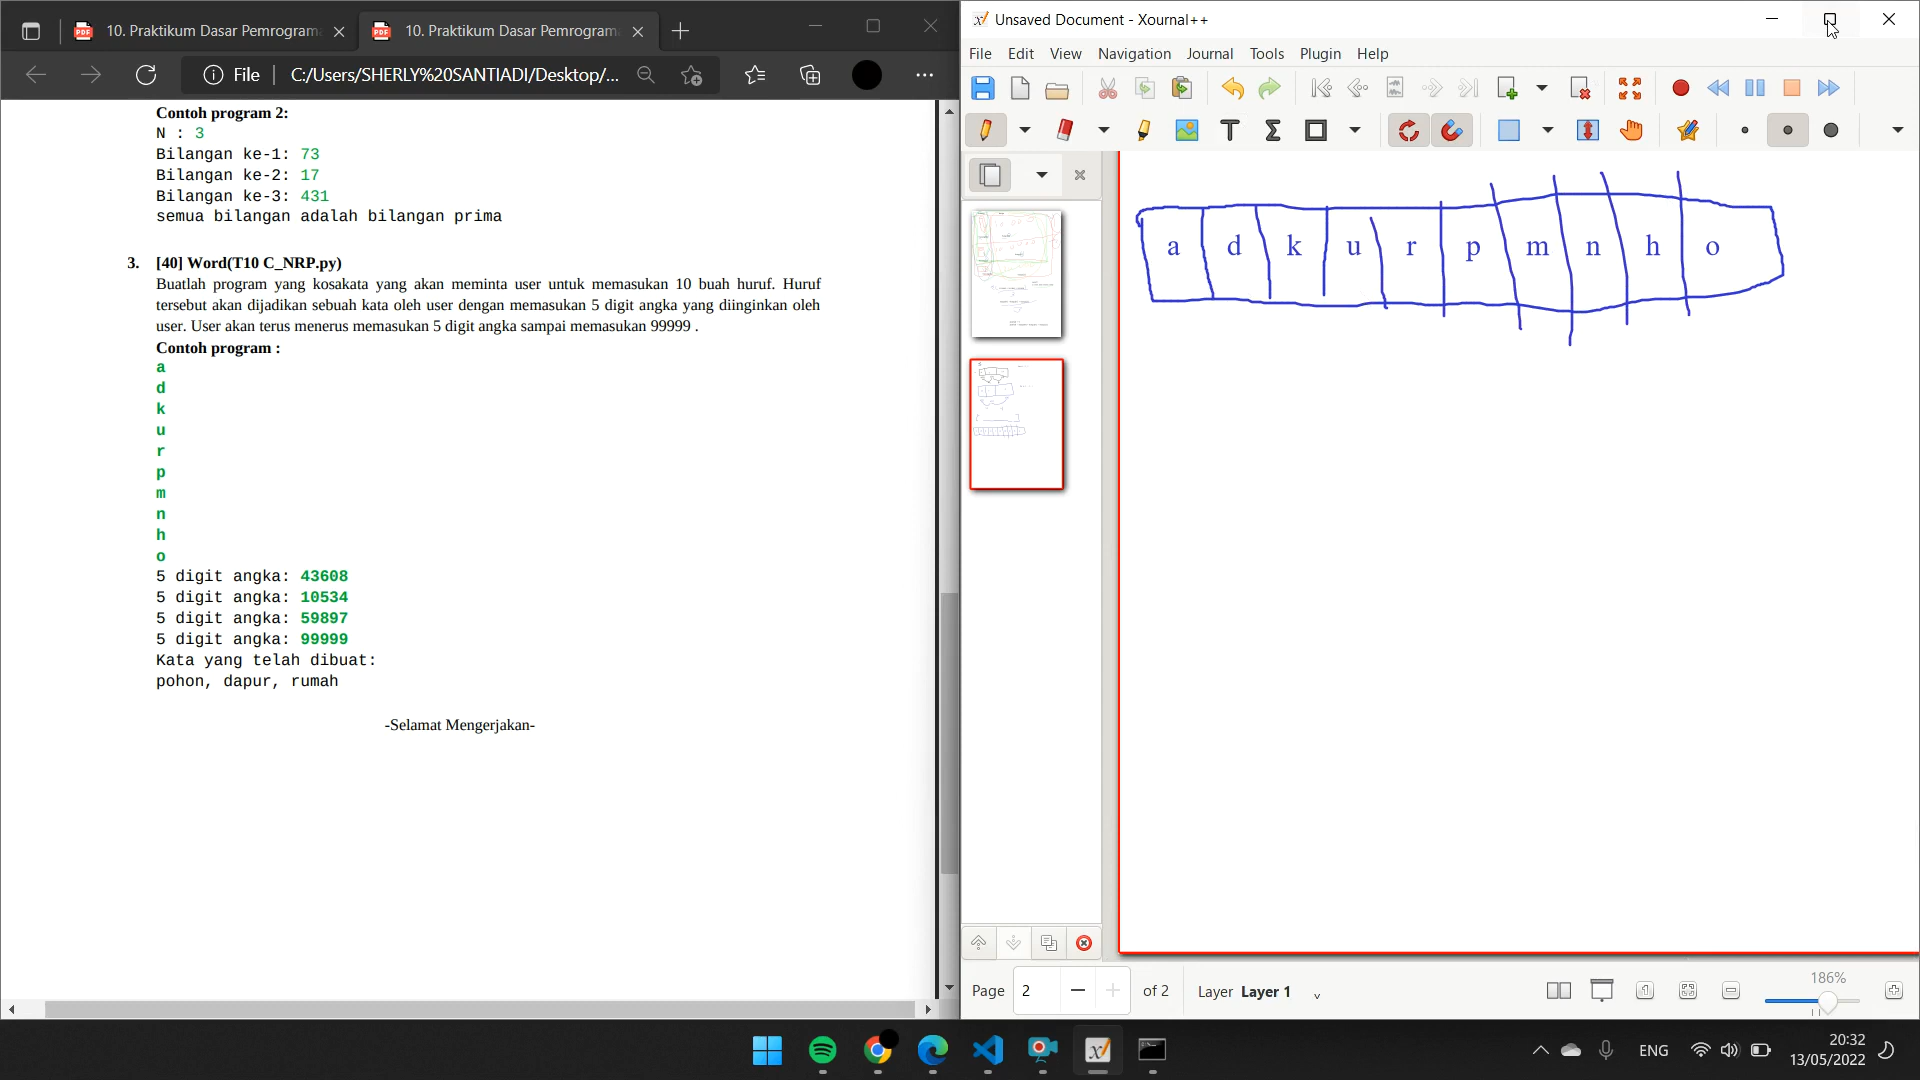 10. Praktikum Dasar Pemrogram
10. Praktikum Dasar Pemrogram
File
C:/Users/SHERLY%20SANTIADI/Desktop/...
Contoh program 2:
N : 3
Bilangan ke-1: 73
Bilangan ke-2: 17
Bilangan ke-3: 431
semua bilangan adalah bilangan prima
3. [40] Word(T10 C_NRP.py)
Buatlah program yang kosakata yang akan meminta user untuk memasukan 10 buah huruf. Huruf
tersebut akan dijadikan sebuah kata oleh user dengan memasukan 5 digit angka yang diinginkan oleh
user. User akan terus menerus memasukan 5 digit angka sampai memasukan 99999 .
Contoh program :
a
d
k
u
r
p
m
n
h
o
5 digit angka: 43608
5 digit angka: 10534
5 digit angka: 59897
5 digit angka: 99999
Kata yang telah dibuat:
pohon, dapur, rumah
-Selamat Mengerjakan-
Unsaved Document - Xournal++
File Edit View Navigation Journal Tools Plugin Help
a d k u r p m n h o
Page 2 of 2 Layer Layer 1
186%
ENG
20:32
13/05/2022